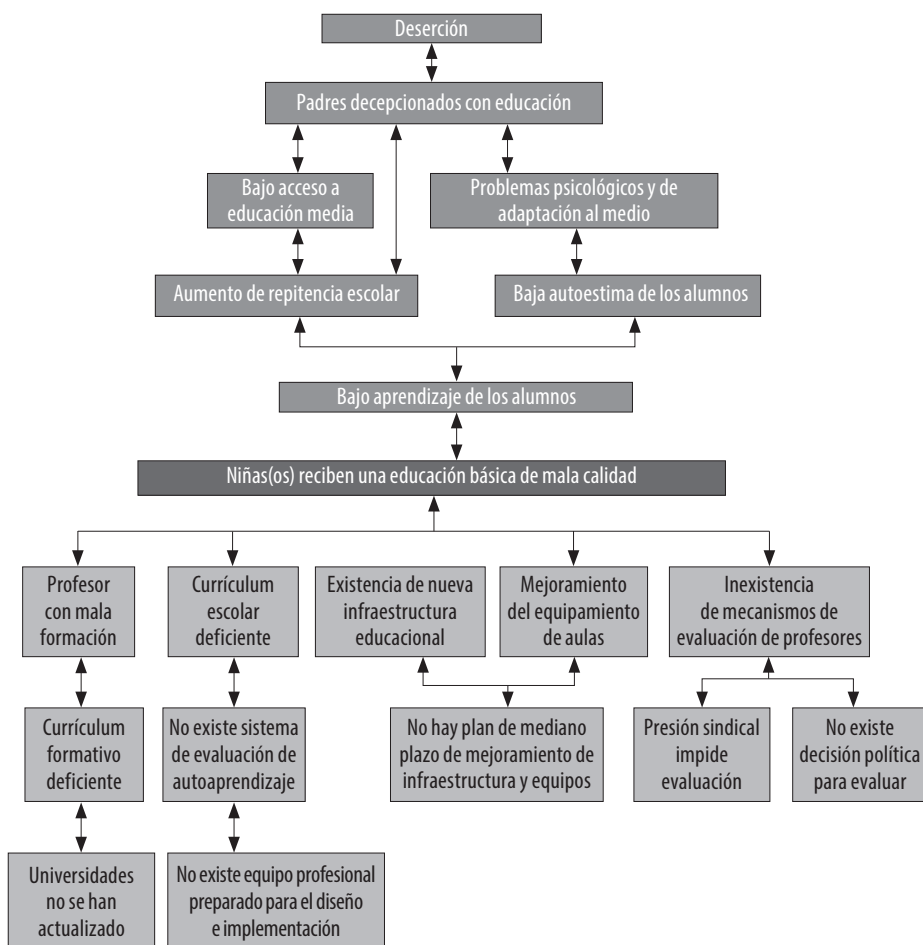 Deserción
Padres decepcionados con educación
Bajo acceso a
educación media
Problemas psicológicos y de
adaptación al medio
Aumento de repitencia escolar
Baja autoestima de los alumnos
Bajo aprendizaje de los alumnos
Niñas(os) reciben una educación básica de mala calidad
Profesor
con mala
formación
Currículum
escolar
deficiente
Existencia de nueva
infraestructura
educacional
Mejoramiento
del equipamiento
de aulas
Inexistencia
de mecanismos de
evaluación de profesores
Currículum
formativo
deficiente
No existe sistema
de evaluación de
autoaprendizaje
No hay plan de mediano
plazo de mejoramiento de
infraestructura y equipos
Presión sindical
impide
evaluación
No existe
decisión política
para evaluar
Universidades
no se han
actualizado
No existe equipo profesional
preparado para el diseño
e implementación